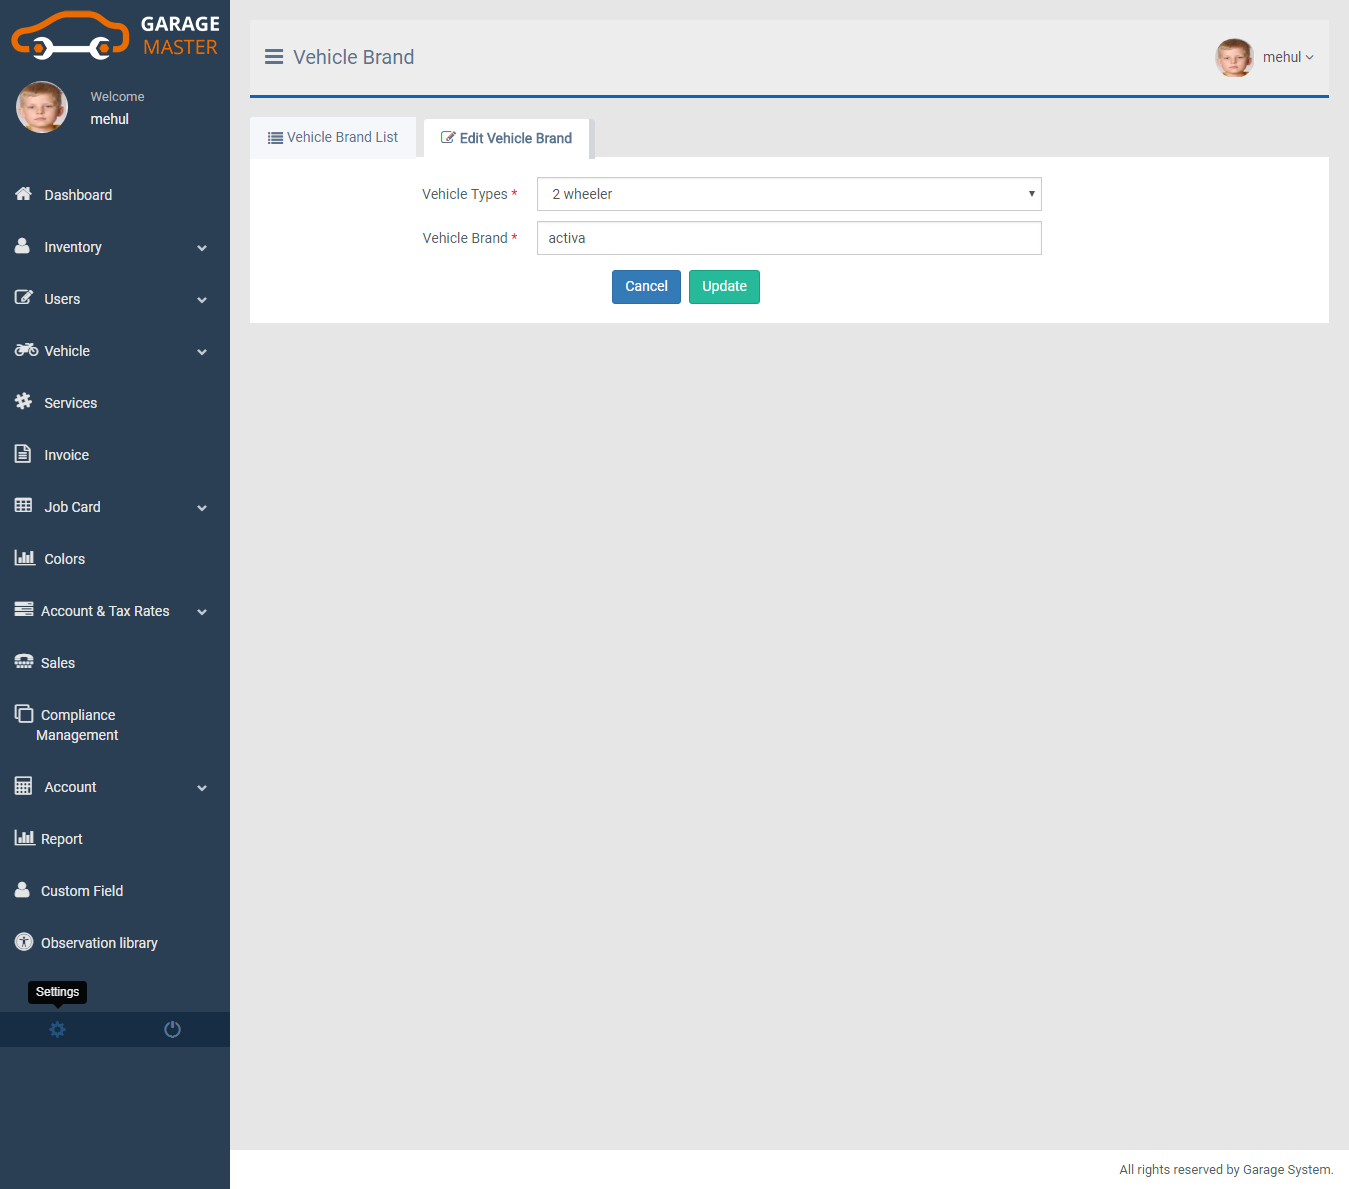 GARAGE
MASTER
Welcome
mehul
Dashboard
Inventory
Users
Vehicle
Services
Invoice
Job Card
Colors
Account & Tax Rates
Sales
Compliance
Management
Account
Report
Custom Field
Observation library
Settings
Vehicle Brand
mehul
Vehicle Brand List
Edit Vehicle Brand
Vehicle Types *
2 wheeler
Vehicle Brand *
activa
Cancel
Update
All rights reserved by Garage System.